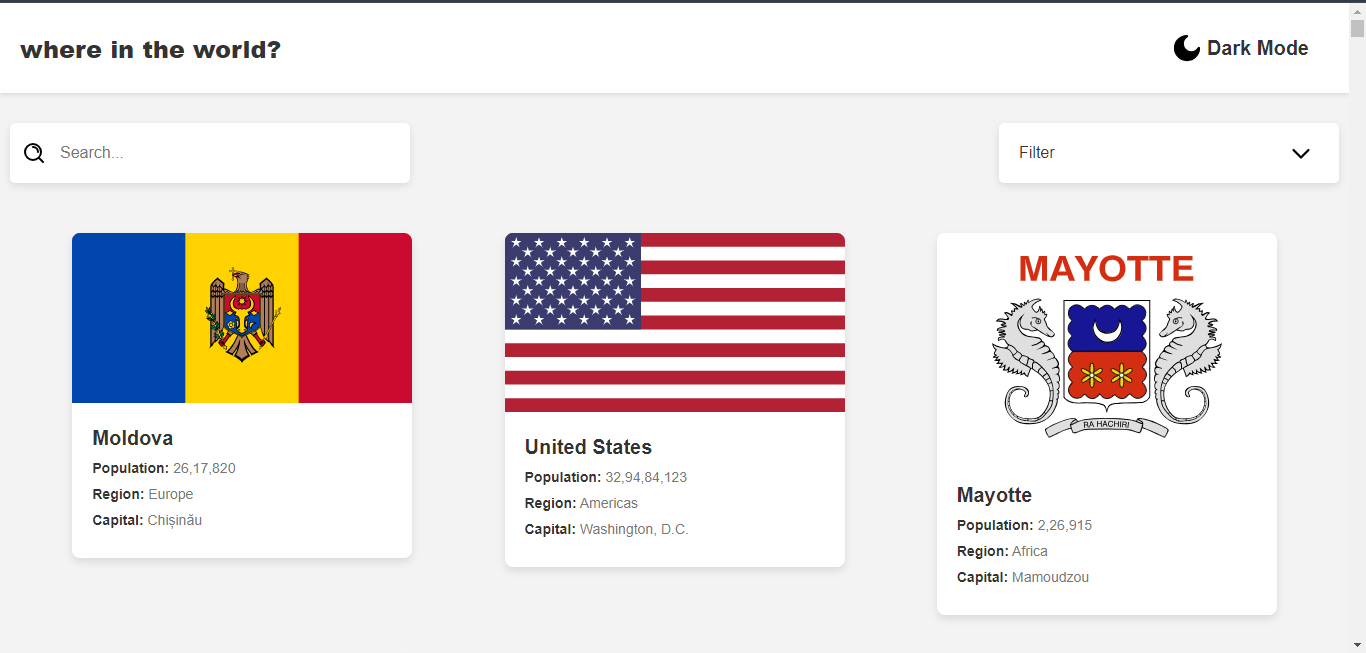 where in the world?
Dark Mode
Search...
Filter
Moldova
Population: 26,17,820
Region: Europe
Capital: Chișinău
United States
Population: 32,94,84,123
Region: Americas
Capital: Washington, D.C.
MAYOTTE
RA HACHIRI
Mayotte
Population: 2,26,915
Region: Africa
Capital: Mamoudzou